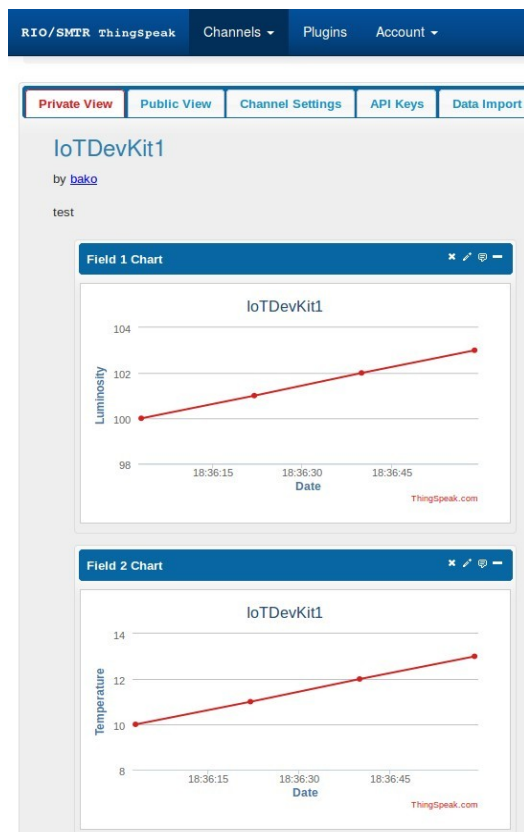 RIO/SMTR ThingSpeak Channels Plugins Account
Private View Public View Channel Settings API Keys Data Import
IoTDevKit1
by bako
test
Field 1 Chart
IoTDevKit1
104
102
100
98
Luminosity
18:36:15 18:36:30 18:36:45
Date
ThingSpeak.com
Field 2 Chart
IoTDevKit1
14
12
10
8
Temperature
18:36:15 18:36:30 18:36:45
Date
ThingSpeak.com